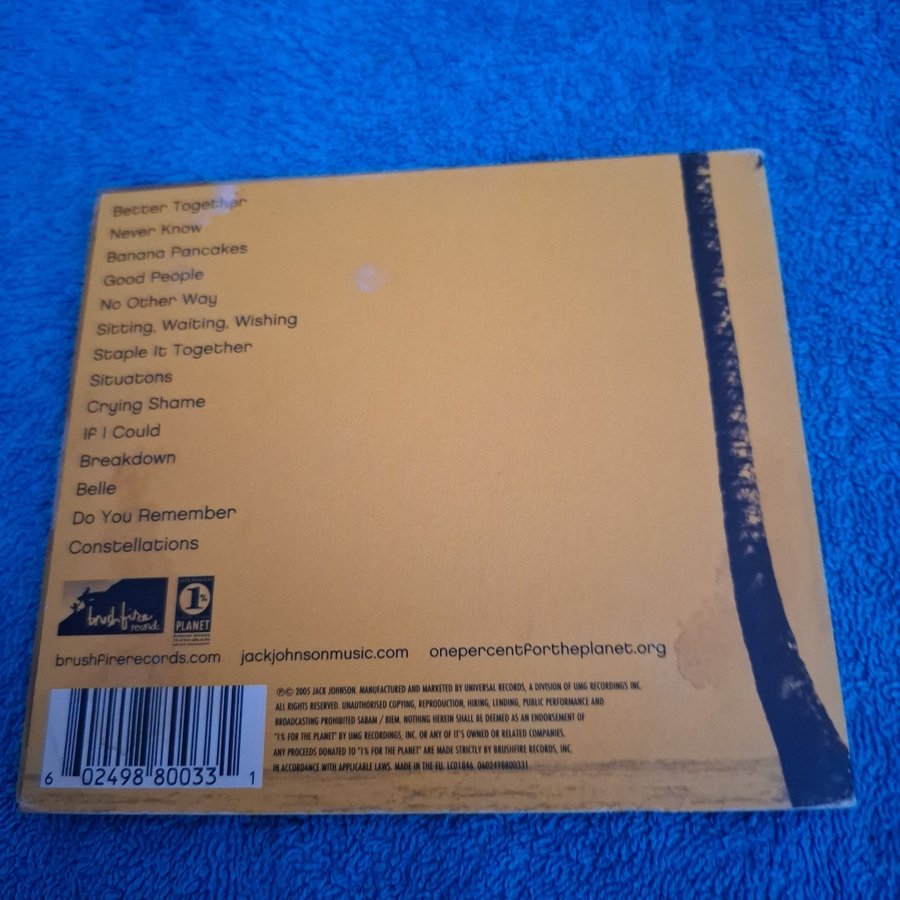 Better Together
Never Know
Banana Pancakes
Good People
No Other Way
Sitting, Waiting, Wishing
Staple It Together
Situatons
Crying Shame
If I Could
Breakdown
Belle
Do You Remember
Constellations
brushfire
records
1%
PLANET
brushfirerecords.com jackjohnsonmusic.com onepercentfortheplanet.org
℗© 2005 JACK JOHNSON. MANUFACTURED AND MARKETED BY UNIVERSAL RECORDS, A DIVISION OF UMG RECORDINGS INC.
ALL RIGHTS RESERVED. UNAUTHORISED COPYING, REPRODUCTION, HIRING, LENDING, PUBLIC PERFORMANCE AND
BROADCASTING PROHIBITED SABAM / BIEM. NOTHING HEREIN SHALL BE DEEMED AS AN ENDORSEMENT OF
"1% FOR THE PLANET" BY UMG RECORDINGS, INC. OR ANY OF IT'S OWNED OR RELATED COMPANIES.
ANY PROCEEDS DONATED TO "1% FOR THE PLANET" ARE MADE STRICTLY BY BRUSHFIRE RECORDS, INC.
IN ACCORDANCE WITH APPLICABLE LAWS. MADE IN THE EU. LC01846 0602498800331
6 02498 80033 1